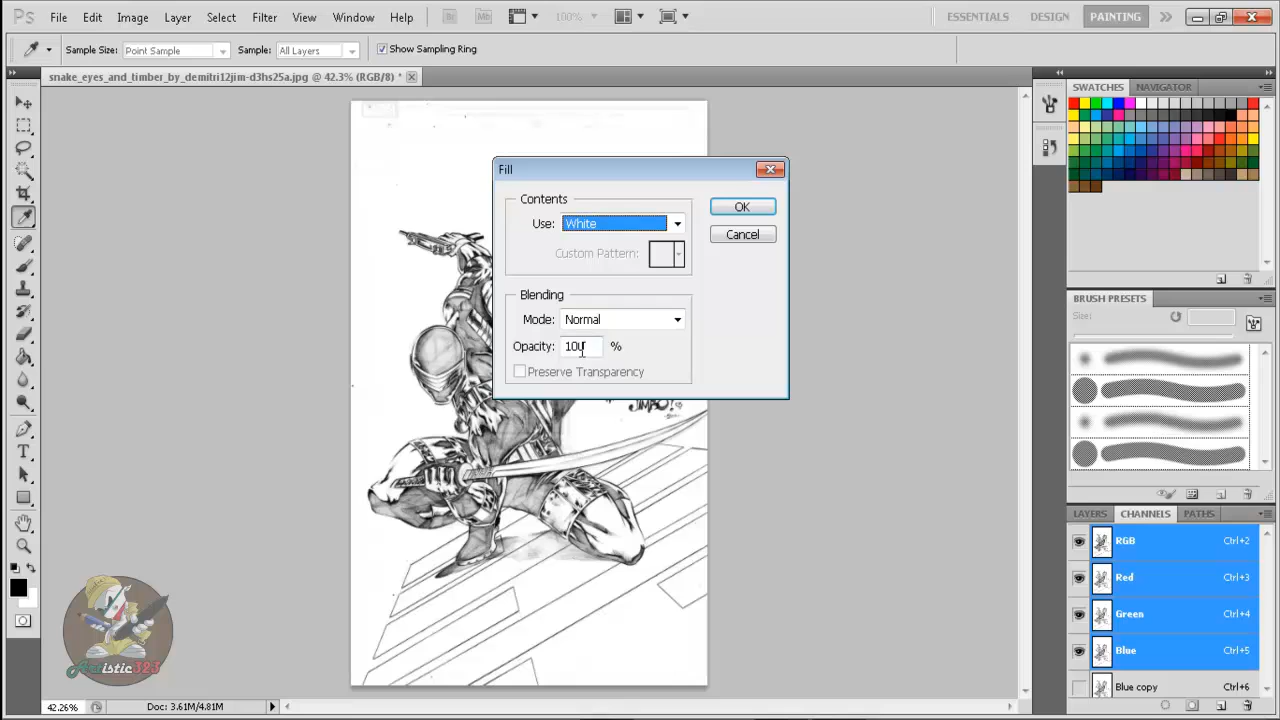 Ps File Edit Image Layer Select Filter View Window Help Br Mb 100% ESSENTIALS DESIGN PAINTING
Sample Size: Point Sample Sample: All Layers Show Sampling Ring
snake_eyes_and_timber_by_demitri12jim-d3hs25a.jpg @ 42.3% (RGB/8) *
SWATCHES NAVIGATOR
Fill
Contents
Use: White
OK
Custom Pattern:
Cancel
Blending
Mode: Normal
Opacity: 100 %
Preserve Transparency
JIMBO!
BRUSH PRESETS
Size:
LAYERS CHANNELS PATHS
RGB Ctrl+2
Red Ctrl+3
Green Ctrl+4
Blue Ctrl+5
Blue copy Ctrl+6
Artistic323
42.26% Doc: 3.61M/4.81M